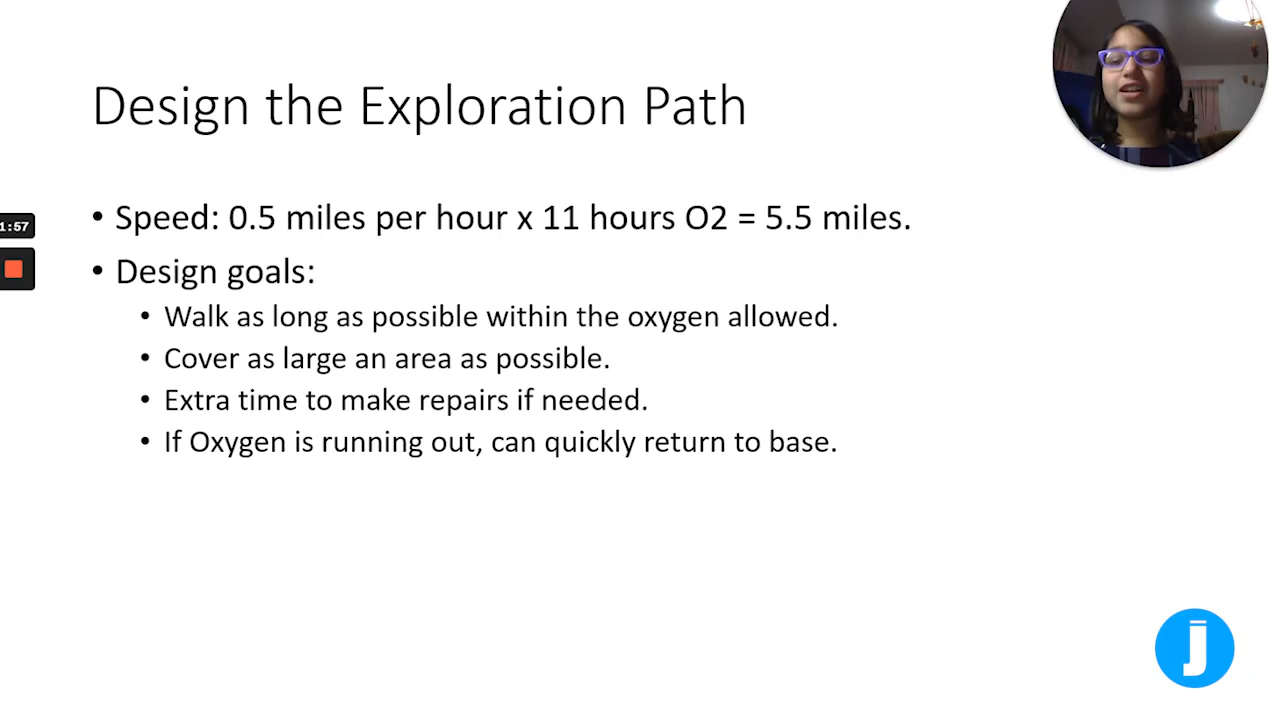 Design the Exploration Path
• Speed: 0.5 miles per hour x 11 hours O2 = 5.5 miles.
1:57
• Design goals:
• Walk as long as possible within the oxygen allowed.
• Cover as large an area as possible.
• Extra time to make repairs if needed.
• If Oxygen is running out, can quickly return to base.
J